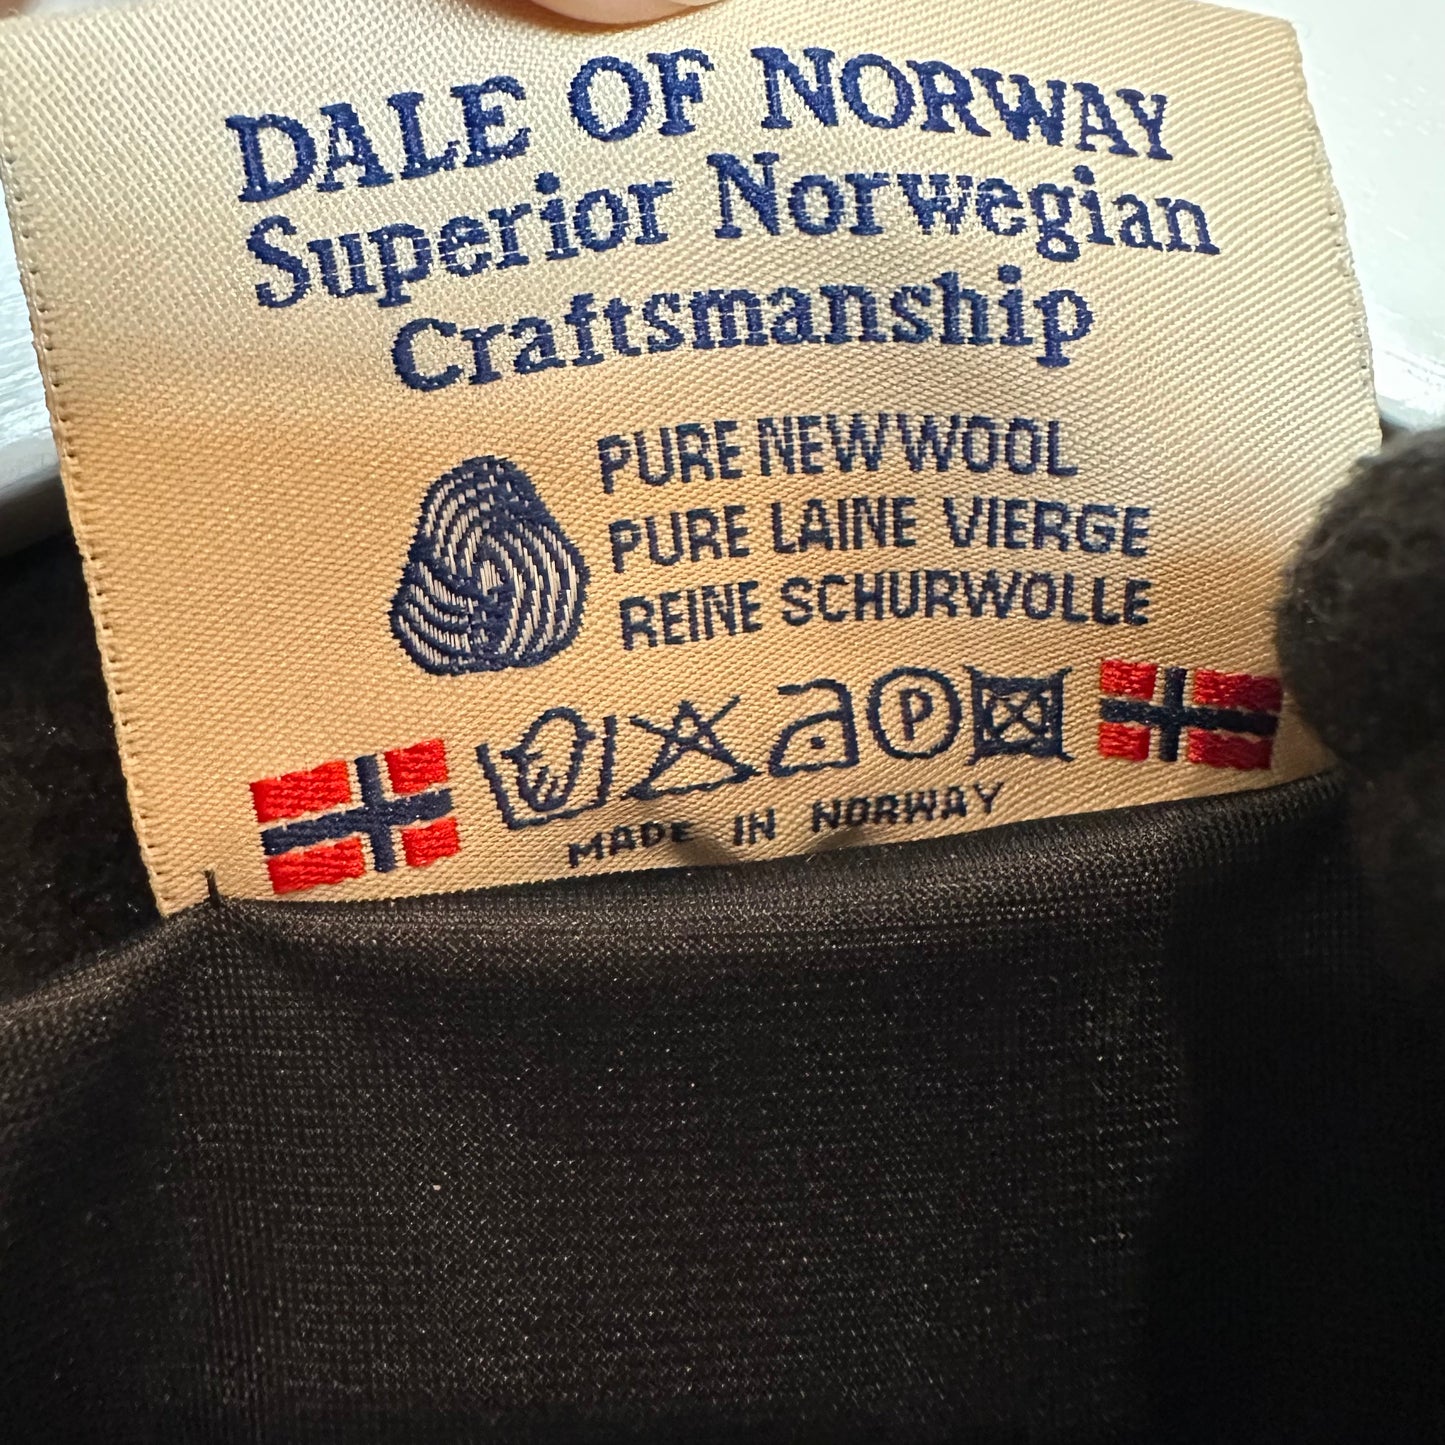 DALE OF NORWAY
Superior Norwegian
Craftsmanship
PURE NEW WOOL
PURE LAINE VIERGE
REINE SCHURWOLLE
P
MADE IN NORWAY